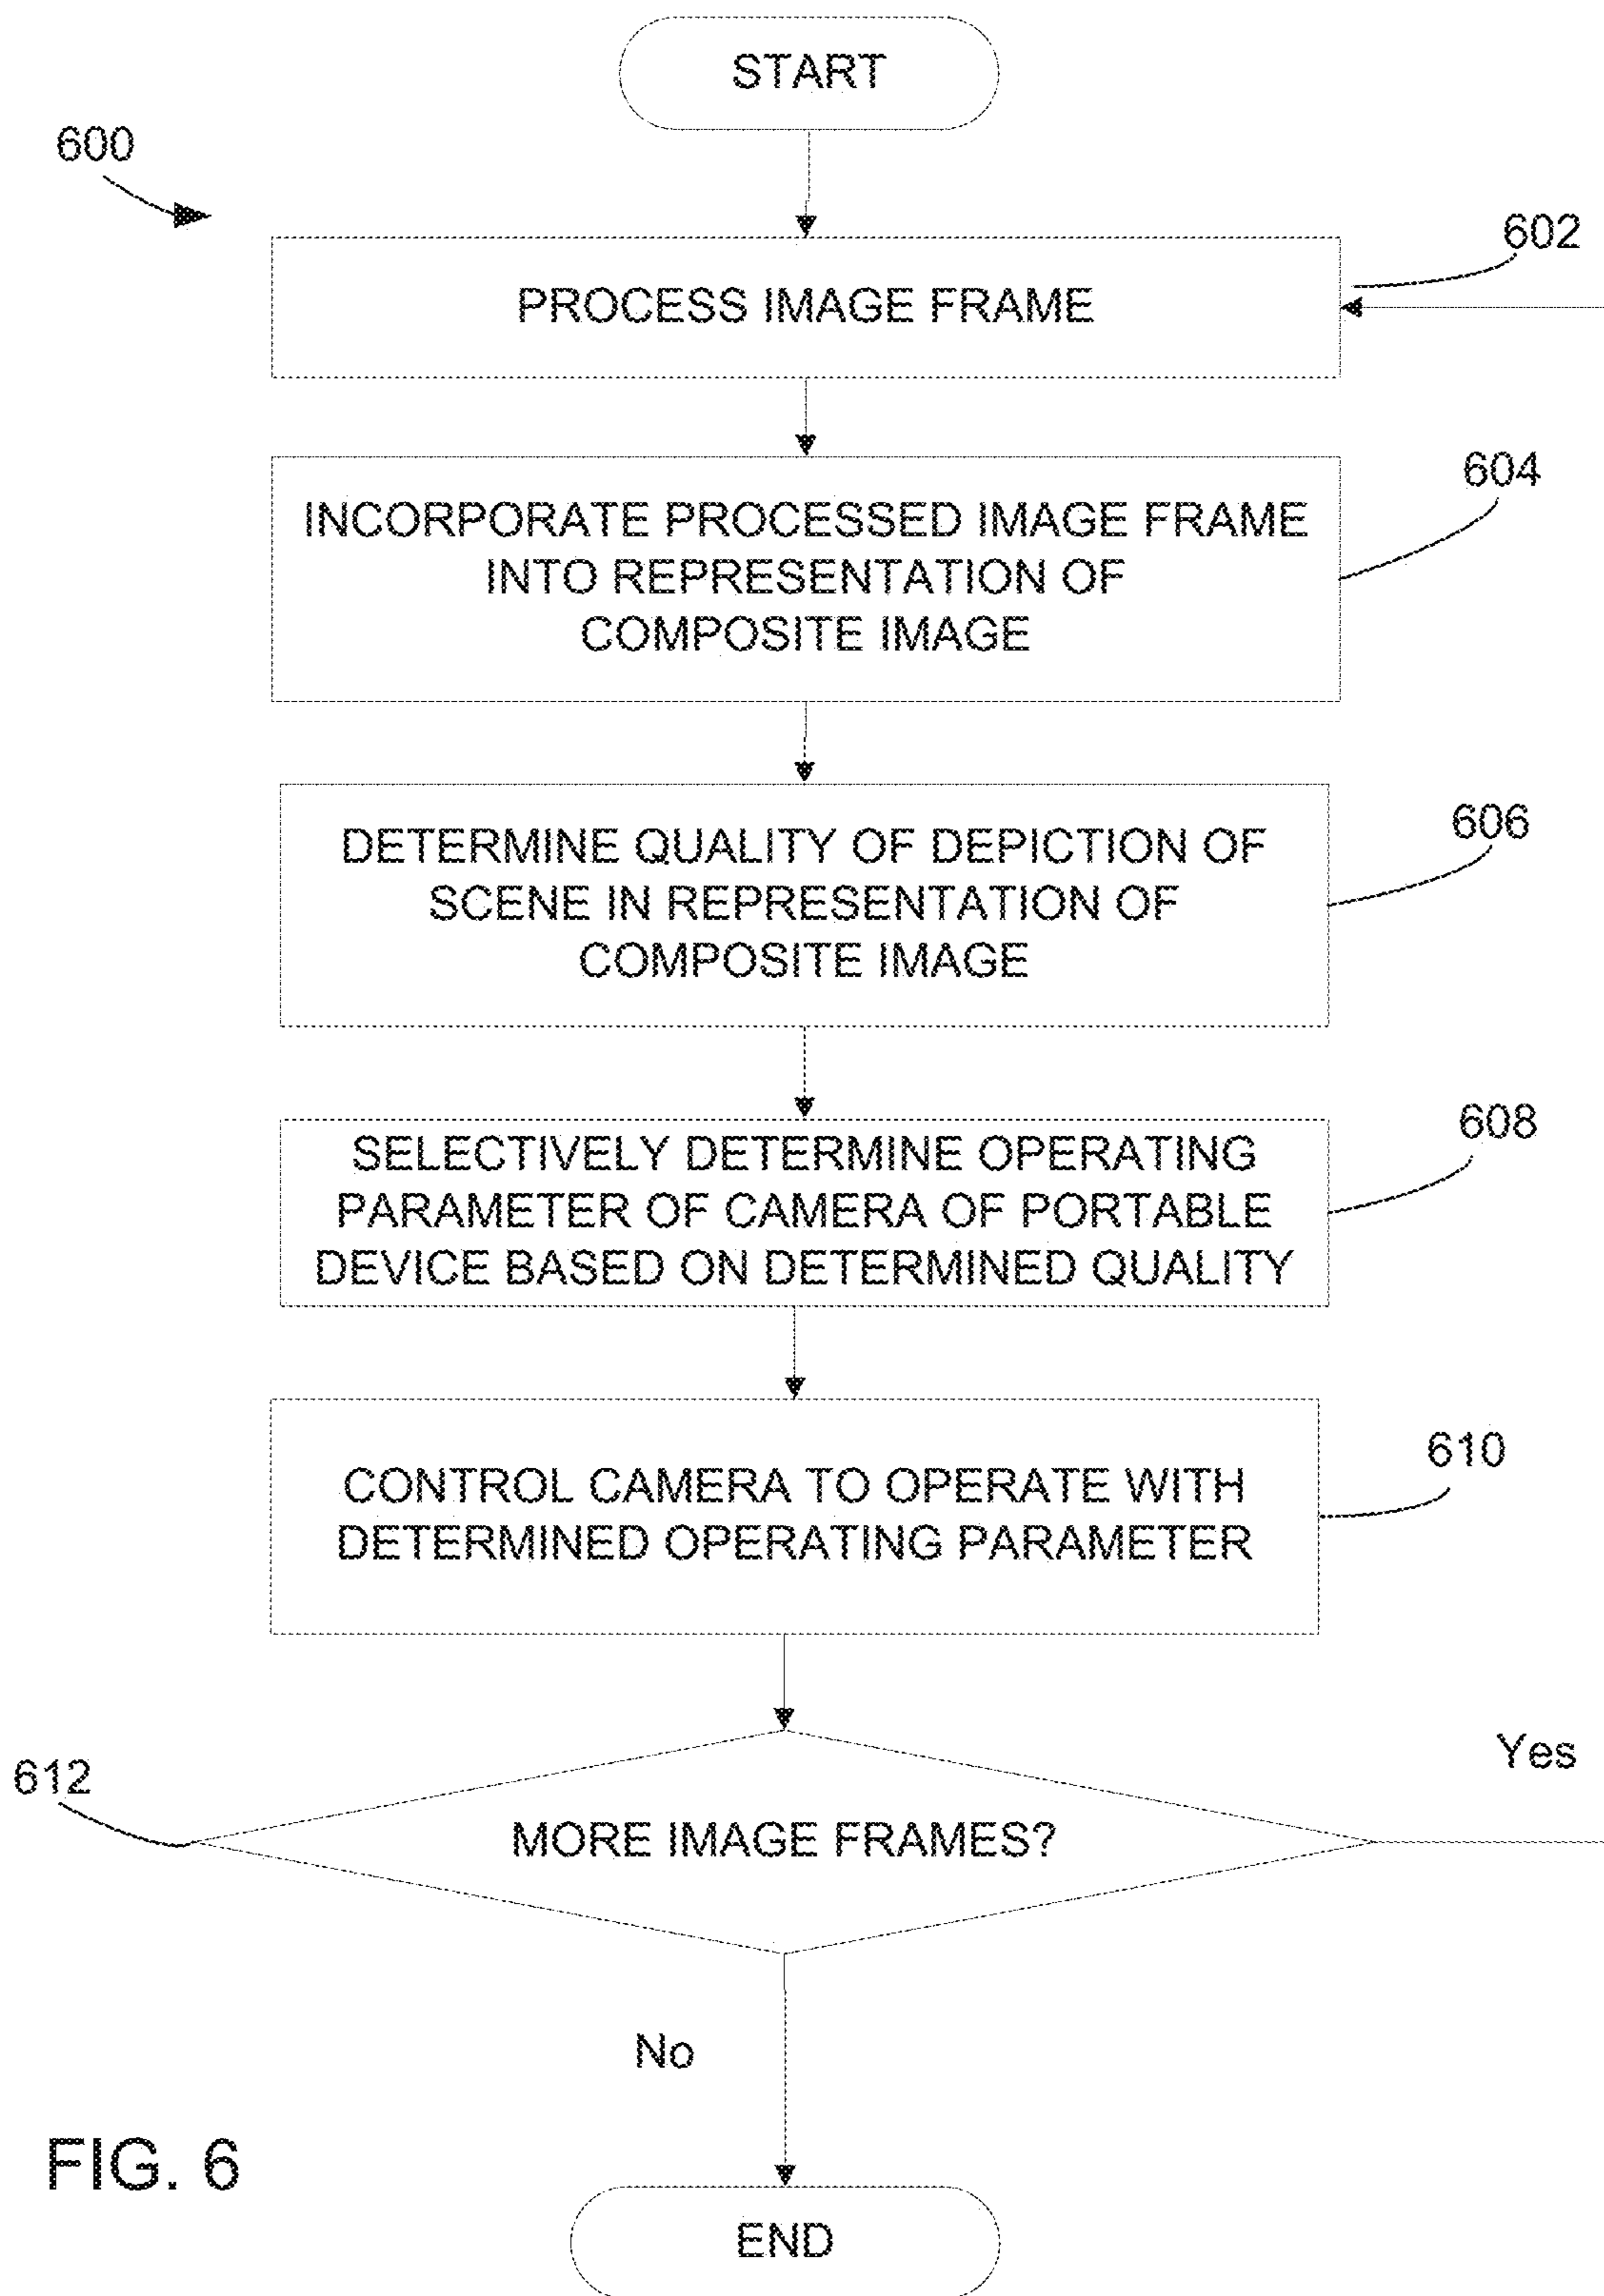 START
600
602
PROCESS IMAGE FRAME
604
INCORPORATE PROCESSED IMAGE FRAME
INTO REPRESENTATION OF
COMPOSITE IMAGE
606
DETERMINE QUALITY OF DEPICTION OF
SCENE IN REPRESENTATION OF
COMPOSITE IMAGE
608
SELECTIVELY DETERMINE OPERATING
PARAMETER OF CAMERA OF PORTABLE
DEVICE BASED ON DETERMINED QUALITY
610
CONTROL CAMERA TO OPERATE WITH
DETERMINED OPERATING PARAMETER
612
Yes
MORE IMAGE FRAMES?
No
FIG. 6
END